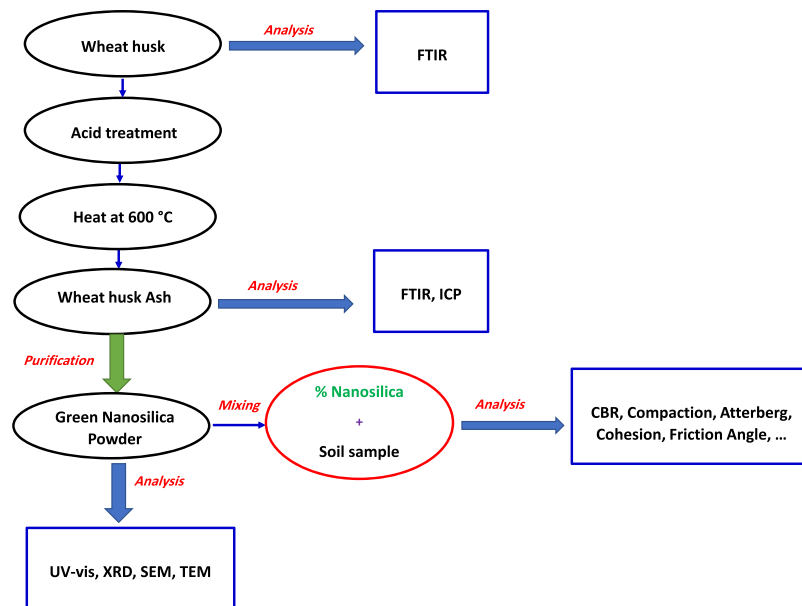 Wheat husk
Analysis
FTIR
Acid treatment
Heat at 600 °C
Wheat husk Ash
Analysis
FTIR, ICP
Purification
Green Nanosilica
Powder
Mixing
% Nanosilica
+
Soil sample
Analysis
CBR, Compaction, Atterberg,
Cohesion, Friction Angle, ...
Analysis
UV-vis, XRD, SEM, TEM